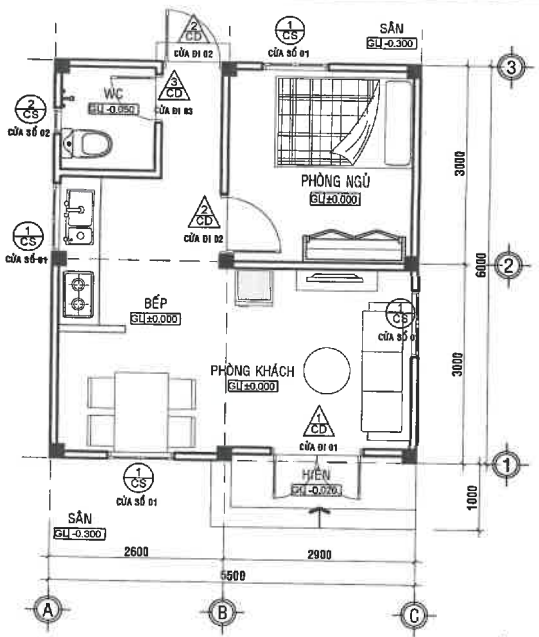 2
CD
CỬA ĐI 02
1
CS
CỬA SỔ 01
SÂN
GL -0.300
3
2
CS
CỬA SỔ 02
WC
GL -0.050
3
CD
CỬA ĐI 03
PHÒNG NGỦ
GL ±0.000
3000
2
CD
CỬA ĐI 02
1
CS
CỬA SỔ 01
2
6000
BẾP
GL ±0.000
1
CS
CỬA SỔ 0
PHÒNG KHÁCH
GL ±0.000
3000
1
CD
CỬA ĐI 01
1
CS
CỬA SỔ 01
HIÊN
GL -0.020
1
1000
SÂN
GL -0.300
2600
2900
5500
A
B
C